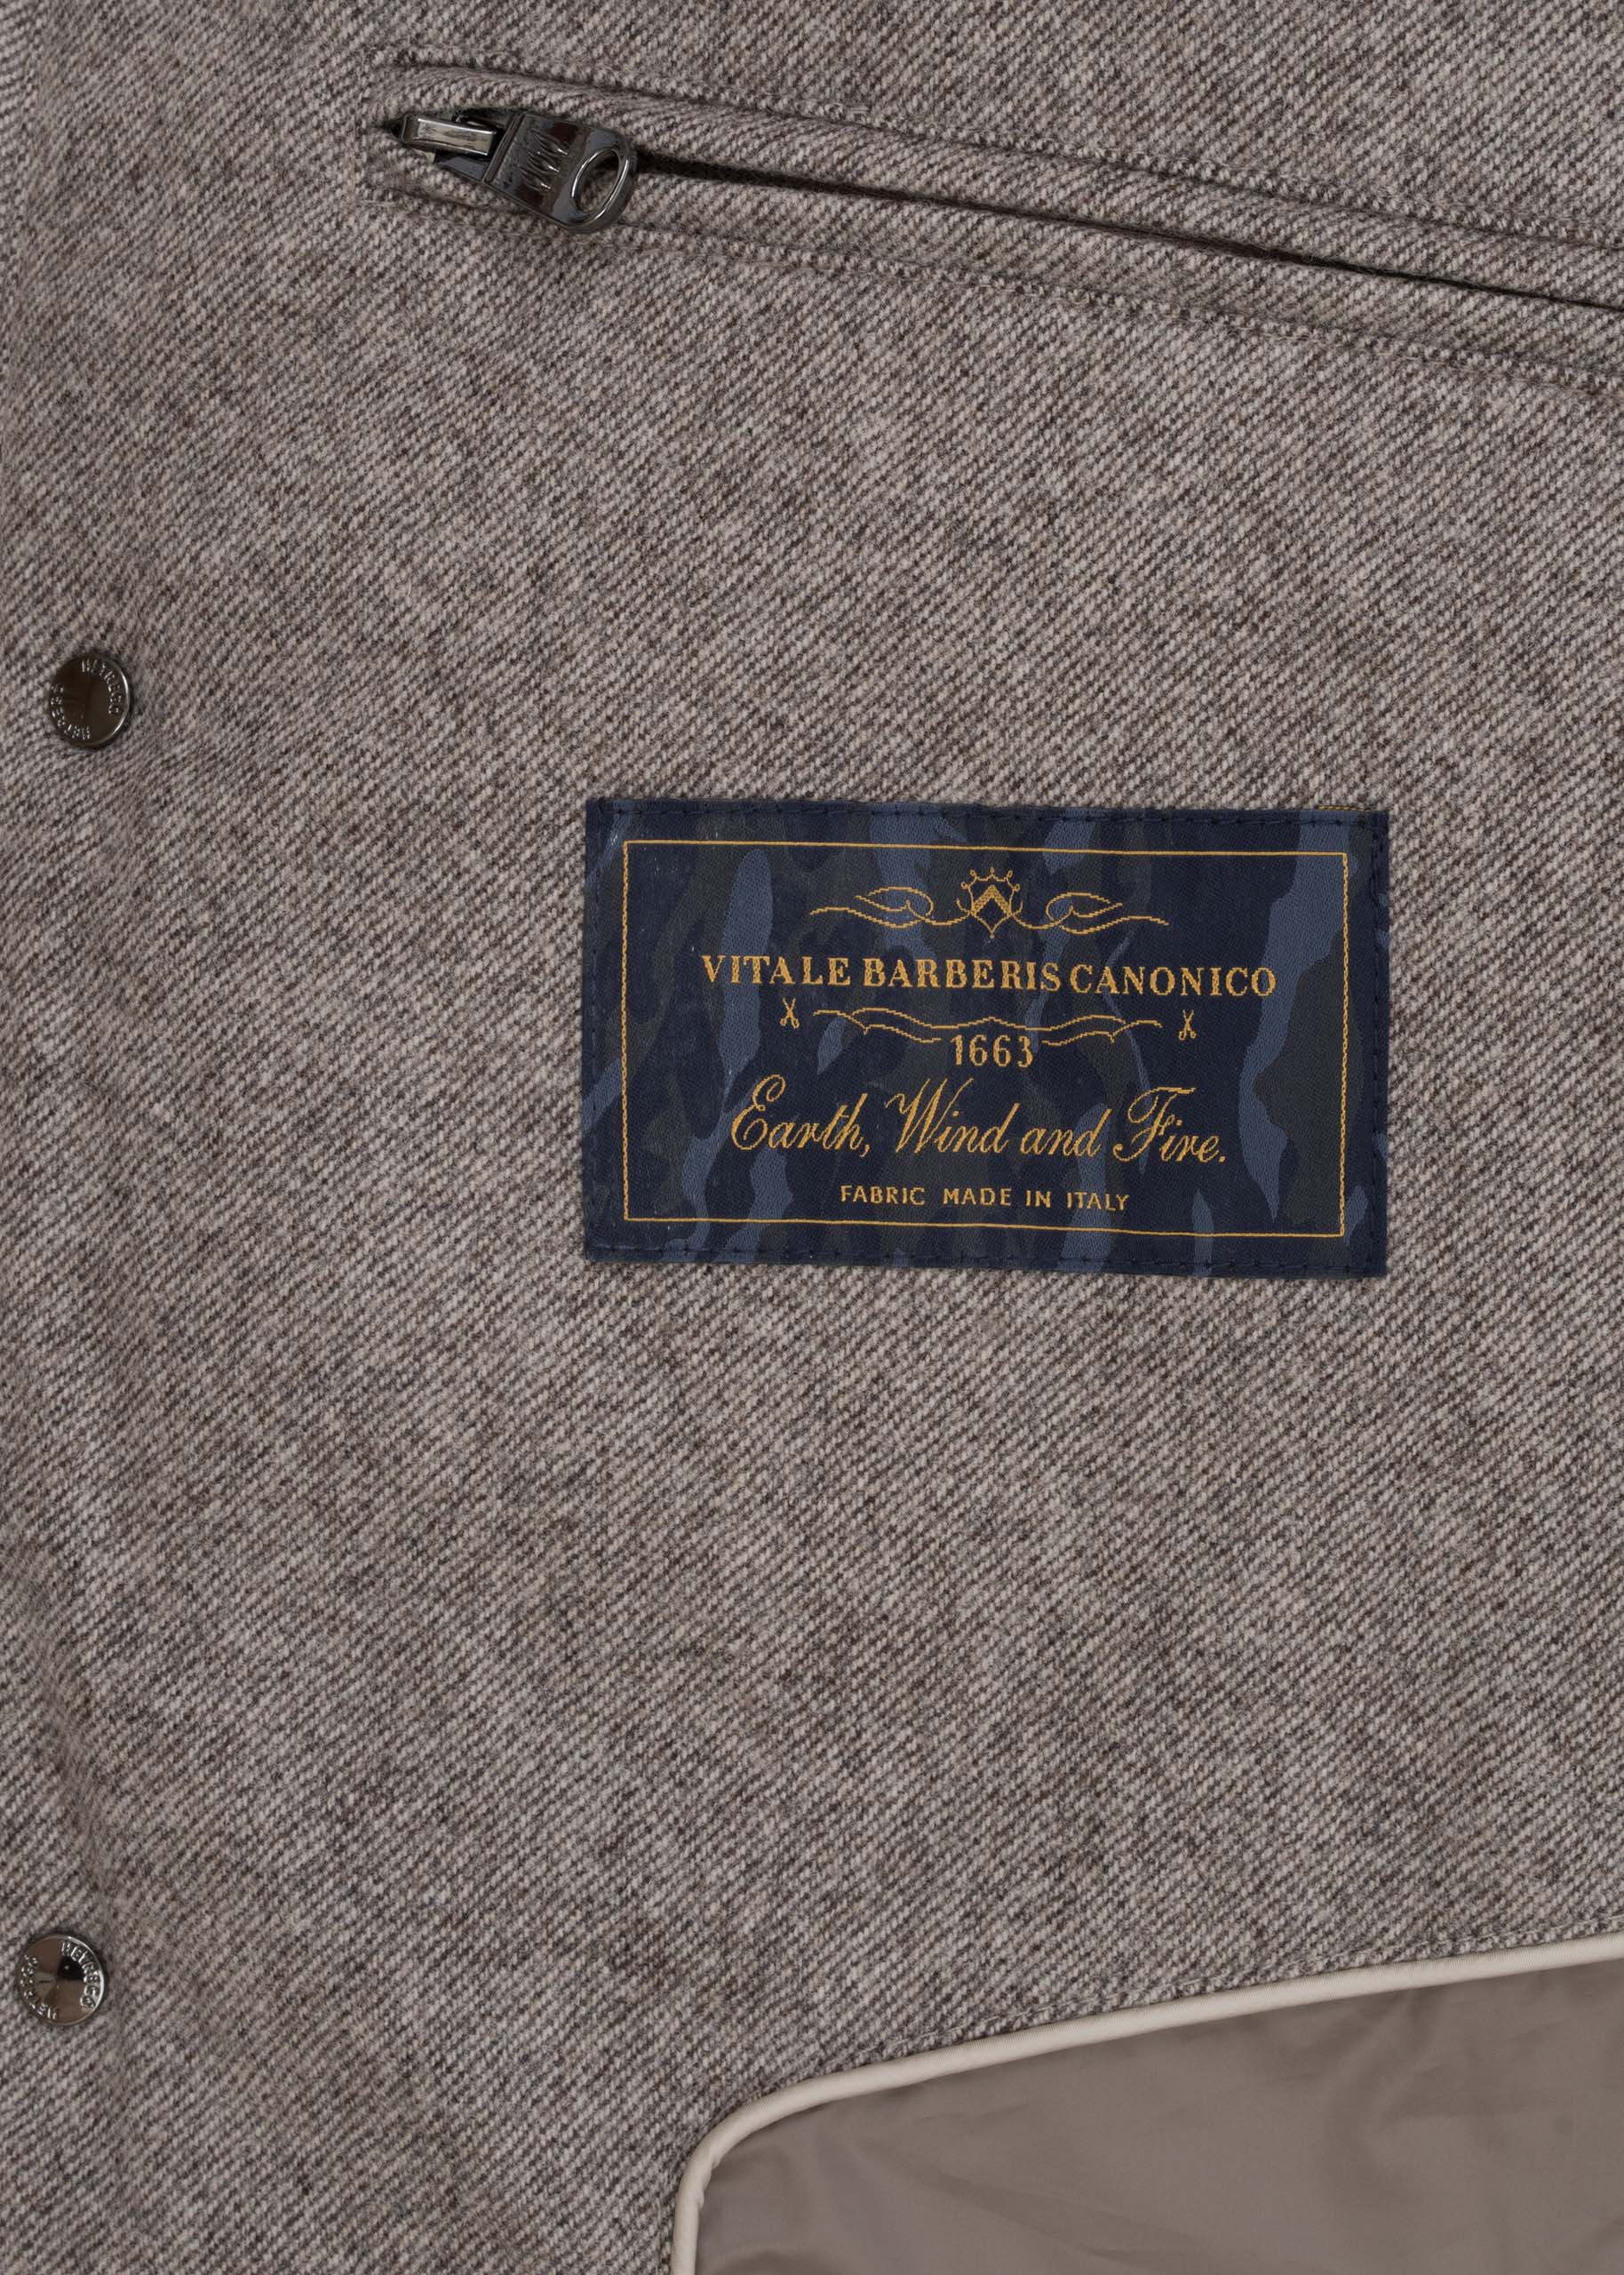 VITALE BARBERIS CANONICO
1663
Earth, Wind and Fire.
FABRIC MADE IN ITALY